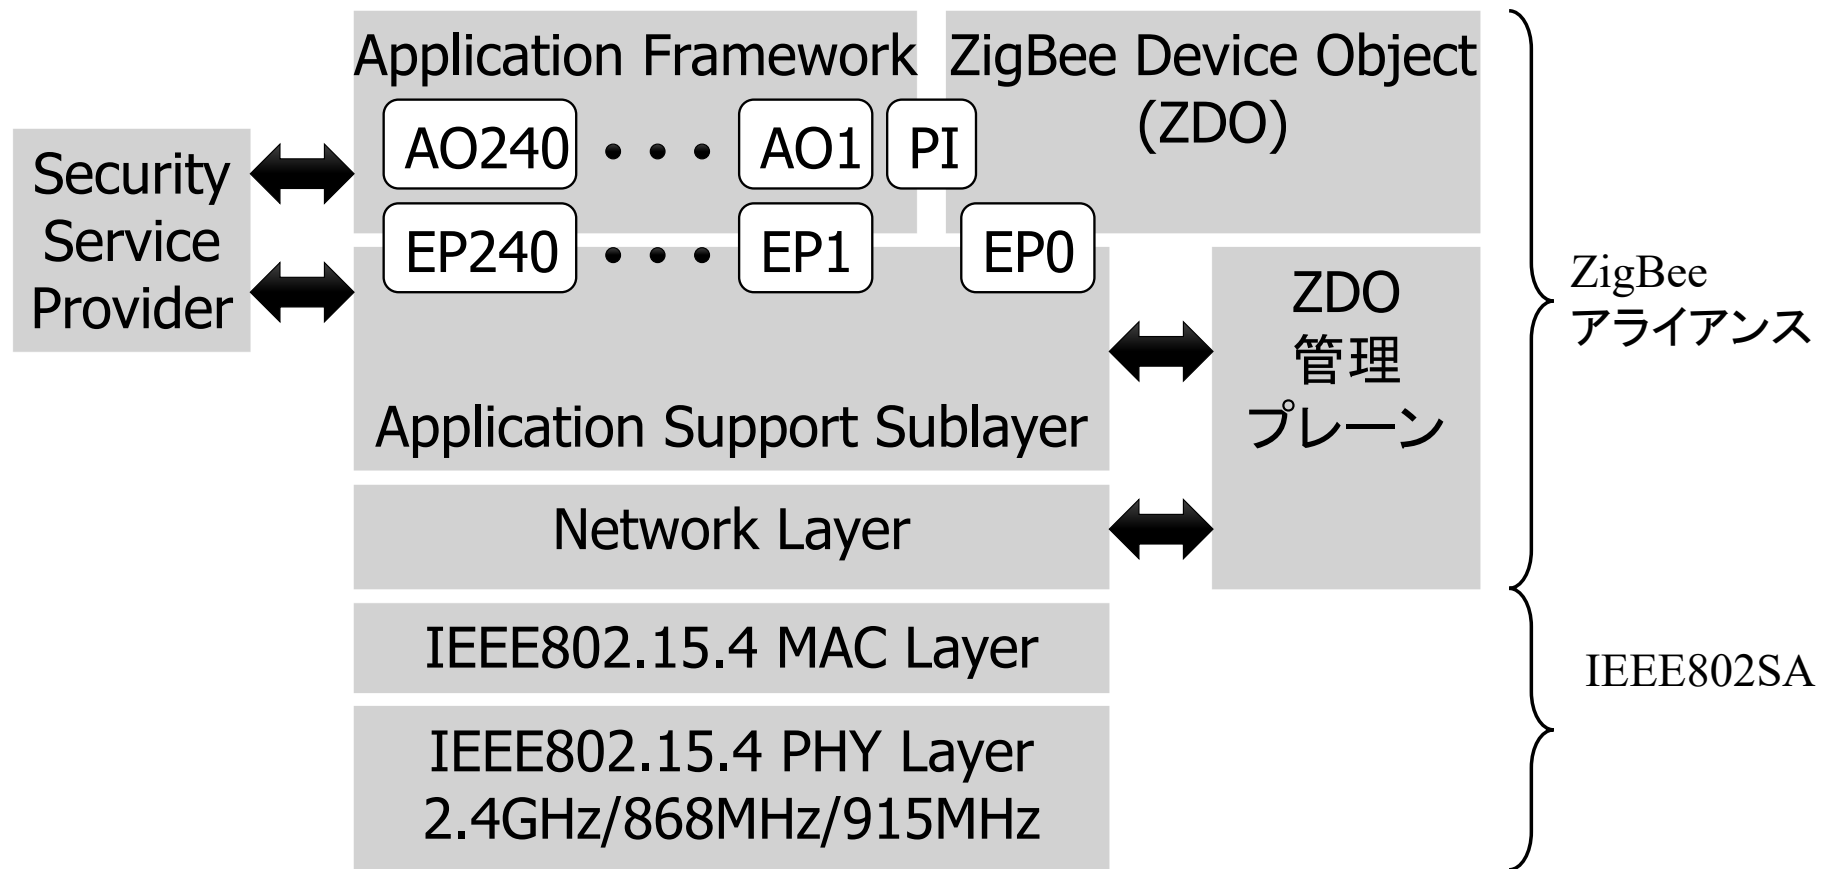 Application Framework
ZigBee Device Object
(ZDO)
AO240
AO1
PI
Security
Service
Provider
EP240
EP1
EP0
ZDO
管理
プレーン
Application Support Sublayer
Network Layer
ZigBee
アライアンス
IEEE802.15.4 MAC Layer
IEEE802.15.4 PHY Layer
2.4GHz/868MHz/915MHz
IEEE802SA